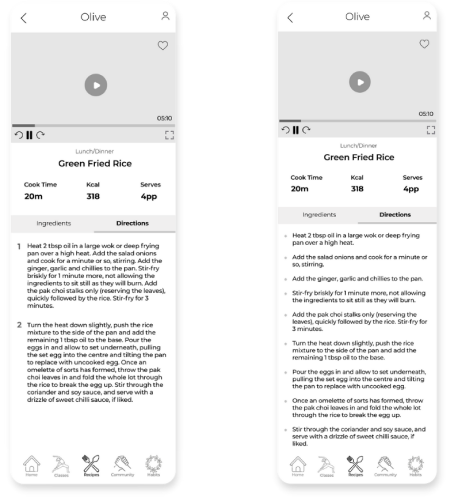 Olive
05:10
Lunch/Dinner
Green Fried Rice
Cook Time
Kcal
Serves
20m
318
4pp
Ingredients
Directions
1 Heat 2 tbsp oil in a large wok or deep frying
pan over a high heat. Add the salad onions
and cook for a minute or so, stirring. Add the
ginger, garlic and chillies to the pan. Stir-fry
briskly for 1 minute more, not allowing the
ingredients to sit still as they will burn. Add
the pak choi stalks only (reserving the leaves),
quickly followed by the rice. Stir-fry for 3
minutes.
2 Turn the heat down slightly, push the rice
mixture to the side of the pan and add the
remaining 1 tbsp oil to the base. Pour the
eggs in and allow to set underneath, pulling
the set egg into the centre and tilting the pan
to replace with uncooked egg. Once an
omelette of sorts has formed, throw the pak
choi leaves in and fold the whole lot through
the rice to break the egg up. Stir through the
coriander and soy sauce, and serve with a
drizzle of sweet chilli sauce, if liked.
Home
Classes
Recipes
Community
Habits
Olive
05:10
Lunch/Dinner
Green Fried Rice
Cook Time
Kcal
Serves
20m
318
4pp
Ingredients
Directions
Heat 2 tbsp oil in a large wok or deep frying
pan over a high heat.
Add the salad onions and cook for a minute or
so, stirring.
Add the ginger, garlic and chillies to the pan.
Stir-fry briskly for 1 minute more, not allowing
the ingredients to sit still as they will burn.
Add the pak choi stalks only (reserving the
leaves), quickly followed by the rice. Stir-fry for
3 minutes.
Turn the heat down slightly, push the rice
mixture to the side of the pan and add the
remaining 1 tbsp oil to the base.
Pour the eggs in and allow to set underneath,
pulling the set egg into the centre and tilting
the pan to replace with uncooked egg.
Once an omelette of sorts has formed, throw
the pak choi leaves in and fold the whole lot
through the rice to break the egg up.
Stir through the coriander and soy sauce, and
serve with a drizzle of sweet chilli sauce, if
liked.
Home
Classes
Recipes
Community
Habits